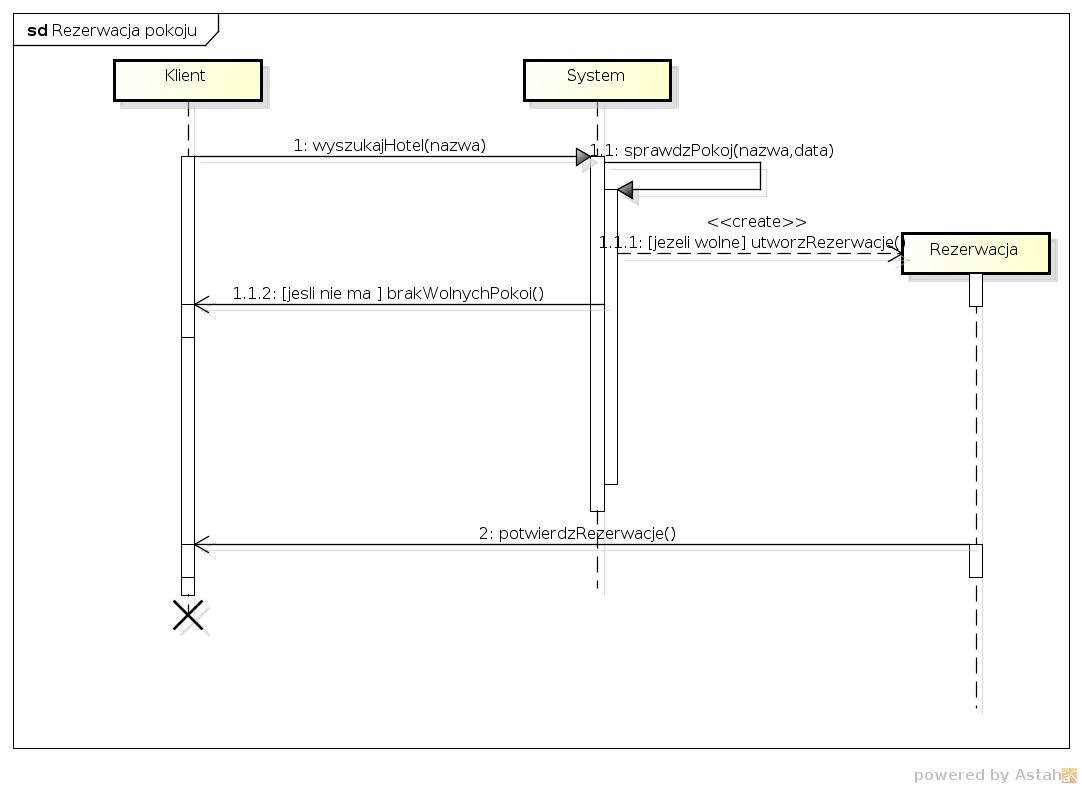 sd Rezerwacja pokoju
Klient
System
1: wyszukajHotel(nazwa)
1.1: sprawdzPokoj(nazwa,data)
<<create>>
1.1.1: [jezeli wolne] utworzRezerwacje()
Rezerwacja
1.1.2: [jesli nie ma ] brakWolnychPokoi()
2: potwierdzRezerwacje()
powered by Astah